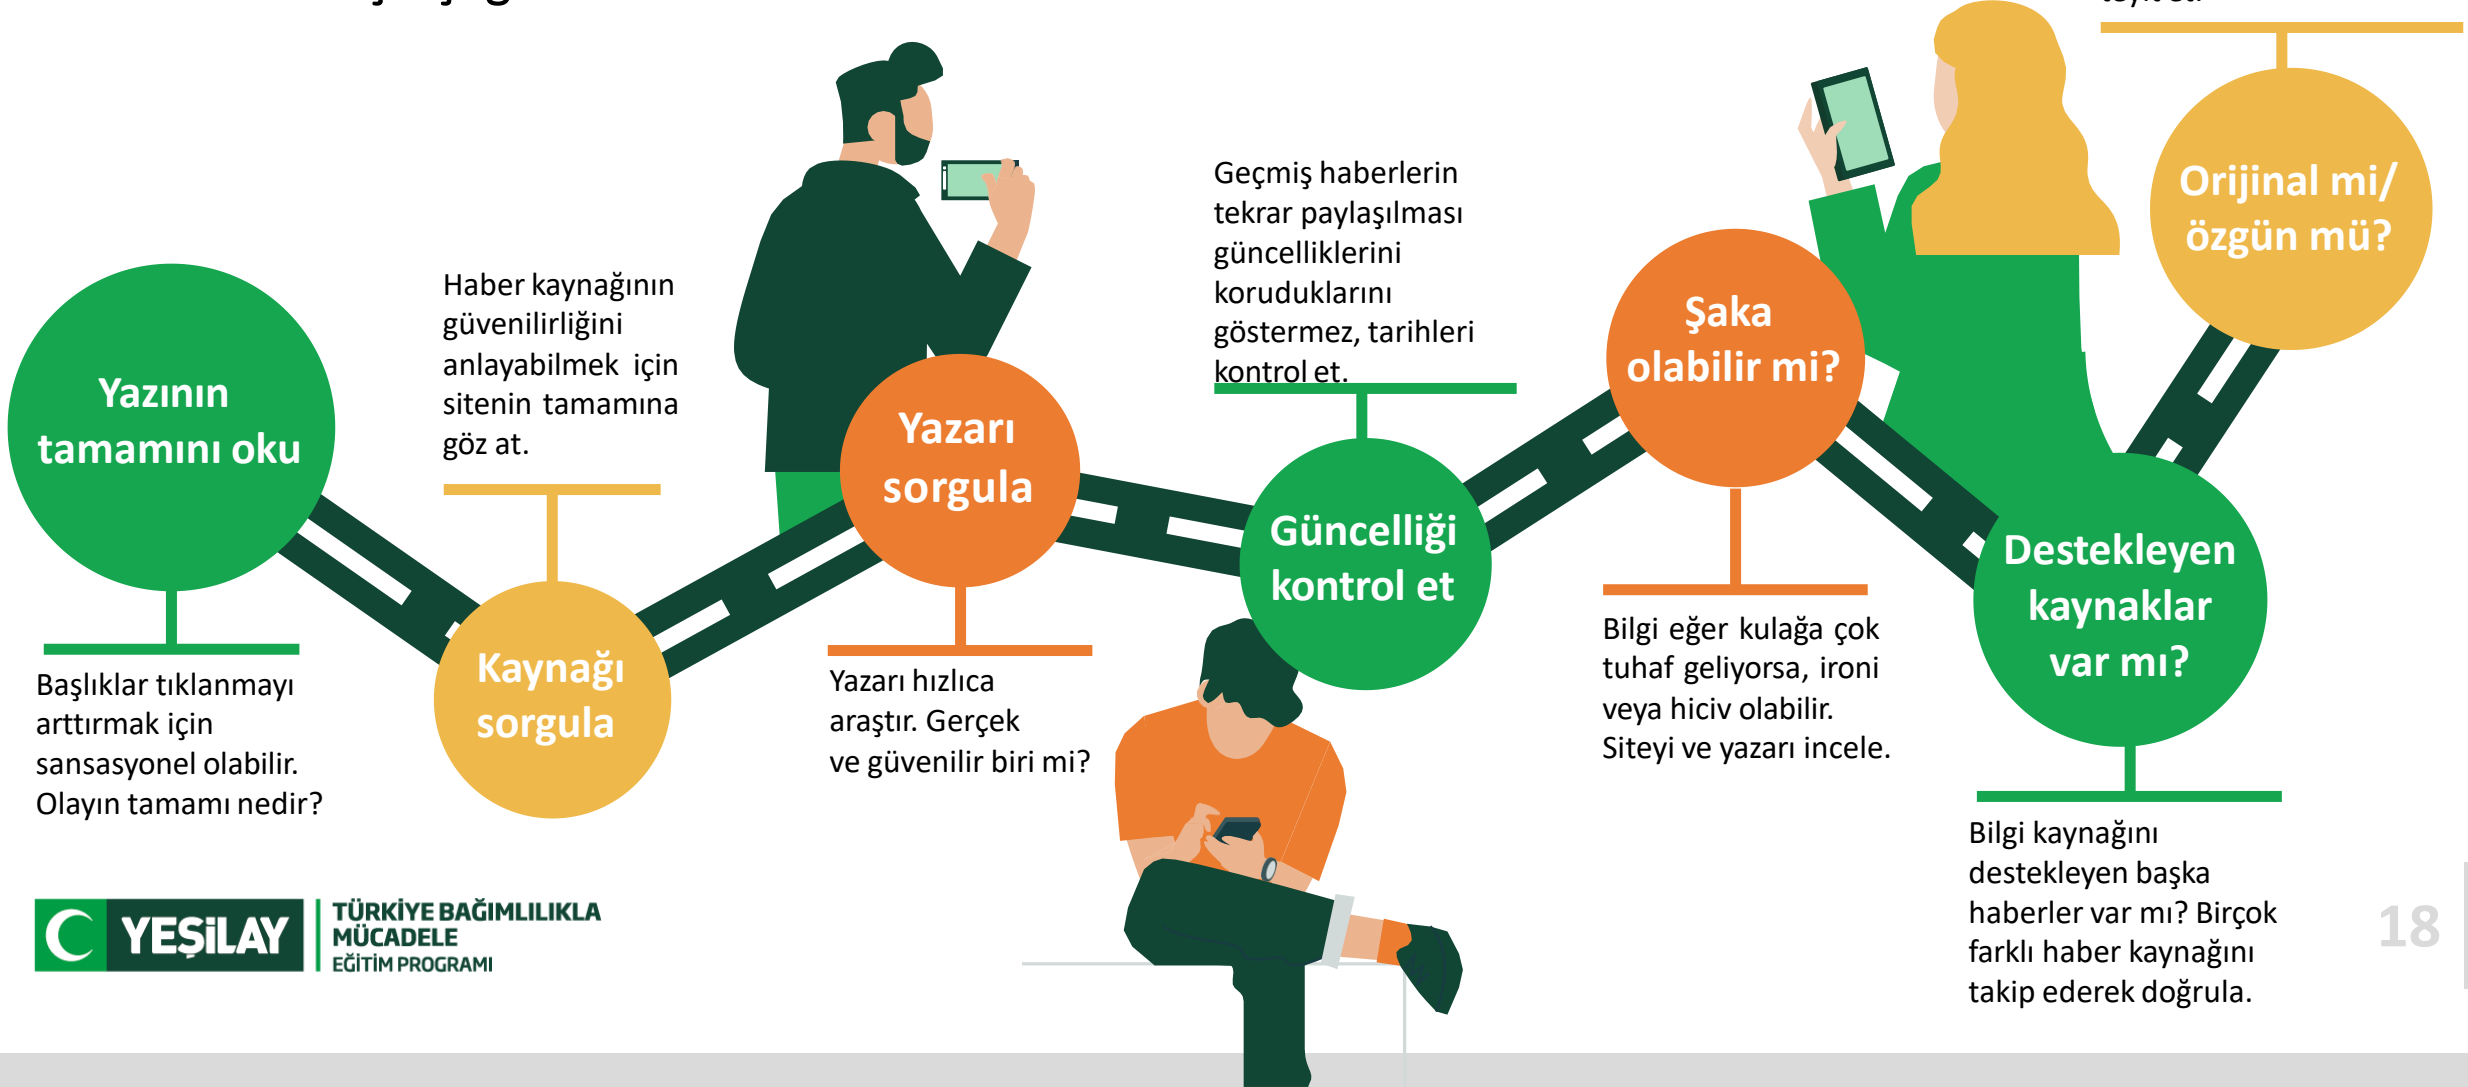 Yazının
tamamını oku
Başlıklar tıklanmayı
arttırmak için
sansasyonel olabilir.
Olayın tamamı nedir?
Haber kaynağının
güvenilirliğini
anlayabilmek için
sitenin tamamına
göz at.
Kaynağı
sorgula
Yazarı
sorgula
Yazarı hızlıca
araştır. Gerçek
ve güvenilir biri mi?
Geçmiş haberlerin
tekrar paylaşılması
güncelliklerini
koruduklarını
göstermez, tarihleri
kontrol et.
Güncelliği
kontrol et
Şaka
olabilir mi?
Bilgi eğer kulağa çok
tuhaf geliyorsa, ironi
veya hiciv olabilir.
Siteyi ve yazarı incele.
Destekleyen
kaynaklar
var mı?
Bilgi kaynağını
destekleyen başka
haberler var mı? Birçok
farklı haber kaynağını
takip ederek doğrula.
Orijinal mi/
özgün mü?
YEŞİLAY
TÜRKİYE BAĞIMLILIKLA
MÜCADELE
EĞİTİM PROGRAMI
18